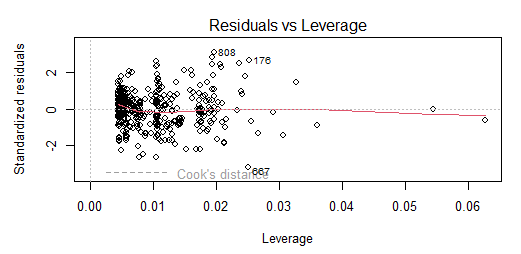 Residuals vs Leverage
Standardized residuals
2
0
-2
808
176
667
Cook's distance
0.00 0.01 0.02 0.03 0.04 0.05 0.06
Leverage